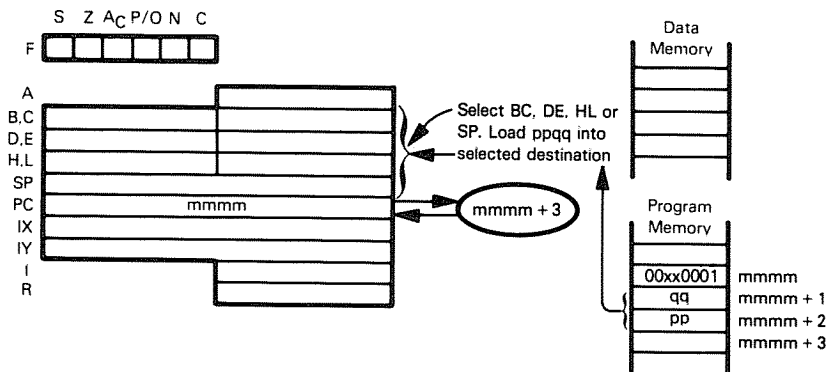 S Z AC P/O N C
F
A
B,C
D,E
H,L
SP
PC mmmm
IX
IY
I
R
Select BC, DE, HL or
SP. Load ppqq into
selected destination
mmmm + 3
Data
Memory
Program
Memory
00xx0001 mmmm
qq mmmm + 1
pp mmmm + 2
mmmm + 3